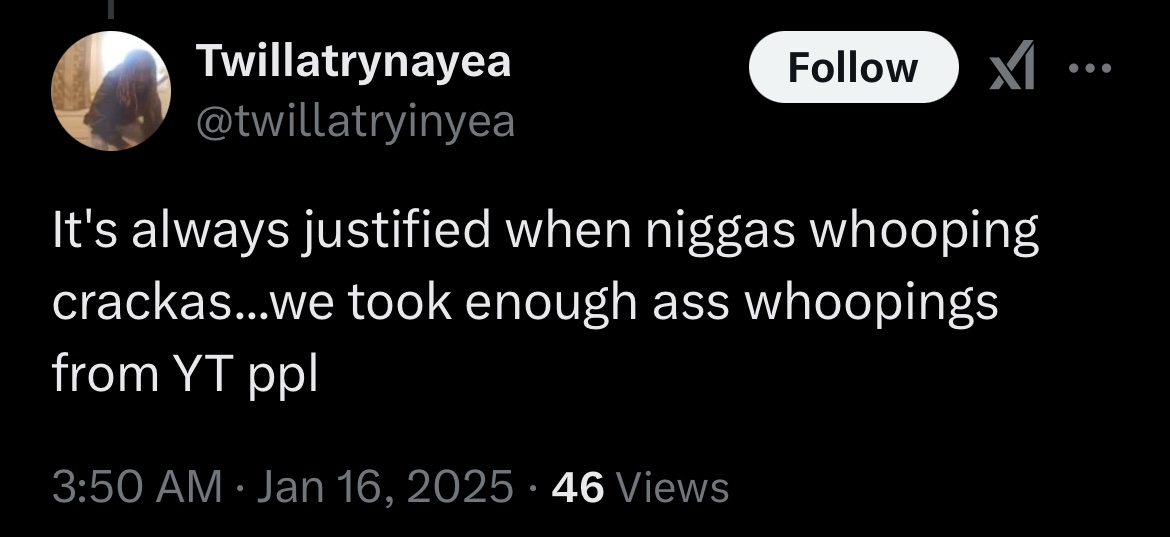 Twillatrynayea
@twillatryinyea
Follow
It's always justified when niggas whooping
crackas...we took enough ass whoopings
from YT ppl
3:50 AM · Jan 16, 2025 · 46 Views